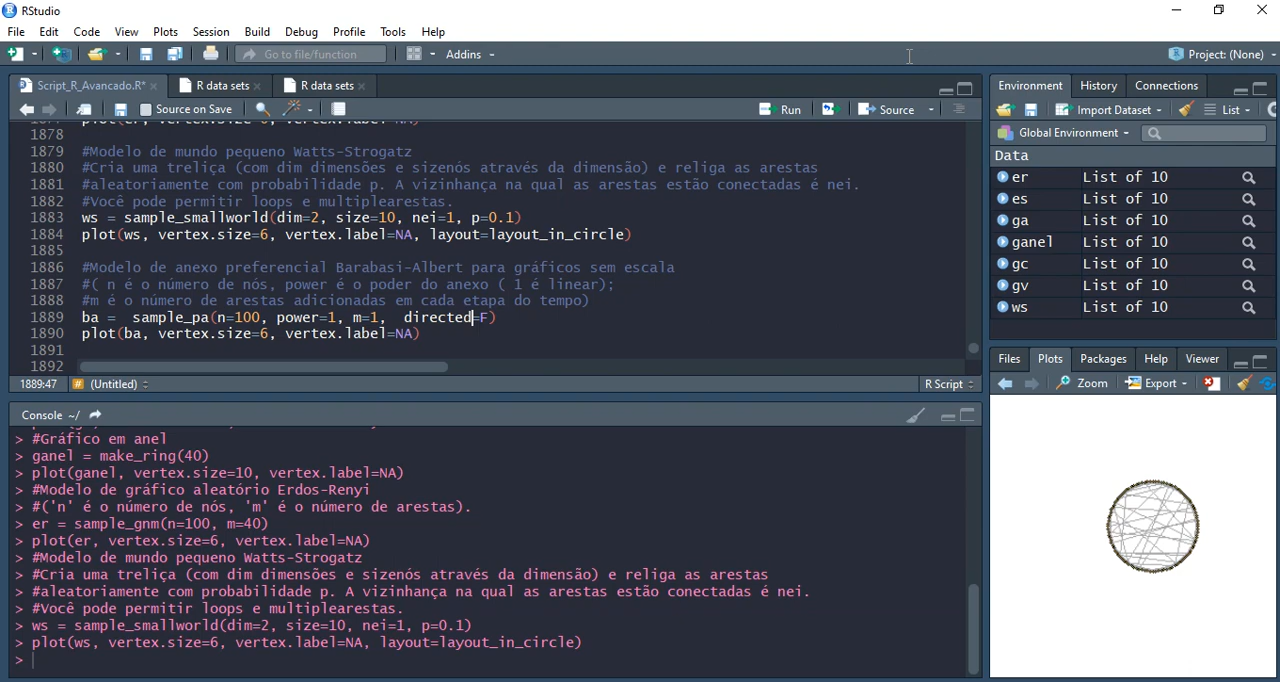 RStudio
File Edit Code View Plots Session Build Debug Profile Tools Help
Go to file/function Addins Project: (None)
Script_R_Avancado.R* R data sets R data sets
Source on Save Run Source
1878
1879 #Modelo de mundo pequeno Watts-Strogatz
1880 #Cria uma treliça (com dim dimensões e sizenós através da dimensão) e religa as arestas
1881 #aleatoriamente com probabilidade p. A vizinhança na qual as arestas estão conectadas é nei.
1882 #Você pode permitir loops e multiplearestas.
1883 ws = sample_smallworld(dim=2, size=10, nei=1, p=0.1)
1884 plot(ws, vertex.size=6, vertex.label=NA, layout=layout_in_circle)
1885
1886 #Modelo de anexo preferencial Barabasi-Albert para gráficos sem escala
1887 #( n é o número de nós, power é o poder do anexo ( 1 é linear);
1888 #m é o número de arestas adicionadas em cada etapa do tempo)
1889 ba =  sample_pa(n=100, power=1, m=1,  directed=F)
1890 plot(ba, vertex.size=6, vertex.label=NA)
1891
1892
1889:47 # (Untitled) R Script
Console ~/
> #Gráfico em anel
> ganel = make_ring(40)
> plot(ganel, vertex.size=10, vertex.label=NA)
> #Modelo de gráfico aleatório Erdos-Renyi
> #('n' é o número de nós, 'm' é o número de arestas).
> er = sample_gnm(n=100, m=40)
> plot(er, vertex.size=6, vertex.label=NA)
> #Modelo de mundo pequeno Watts-Strogatz
> #Cria uma treliça (com dim dimensões e sizenós através da dimensão) e religa as arestas
> #aleatoriamente com probabilidade p. A vizinhança na qual as arestas estão conectadas é nei.
> #Você pode permitir loops e multiplearestas.
> ws = sample_smallworld(dim=2, size=10, nei=1, p=0.1)
> plot(ws, vertex.size=6, vertex.label=NA, layout=layout_in_circle)
>
Environment History Connections
Import Dataset List
Global Environment
Data
er List of 10
es List of 10
ga List of 10
ganel List of 10
gc List of 10
gv List of 10
ws List of 10
Files Plots Packages Help Viewer
Zoom Export